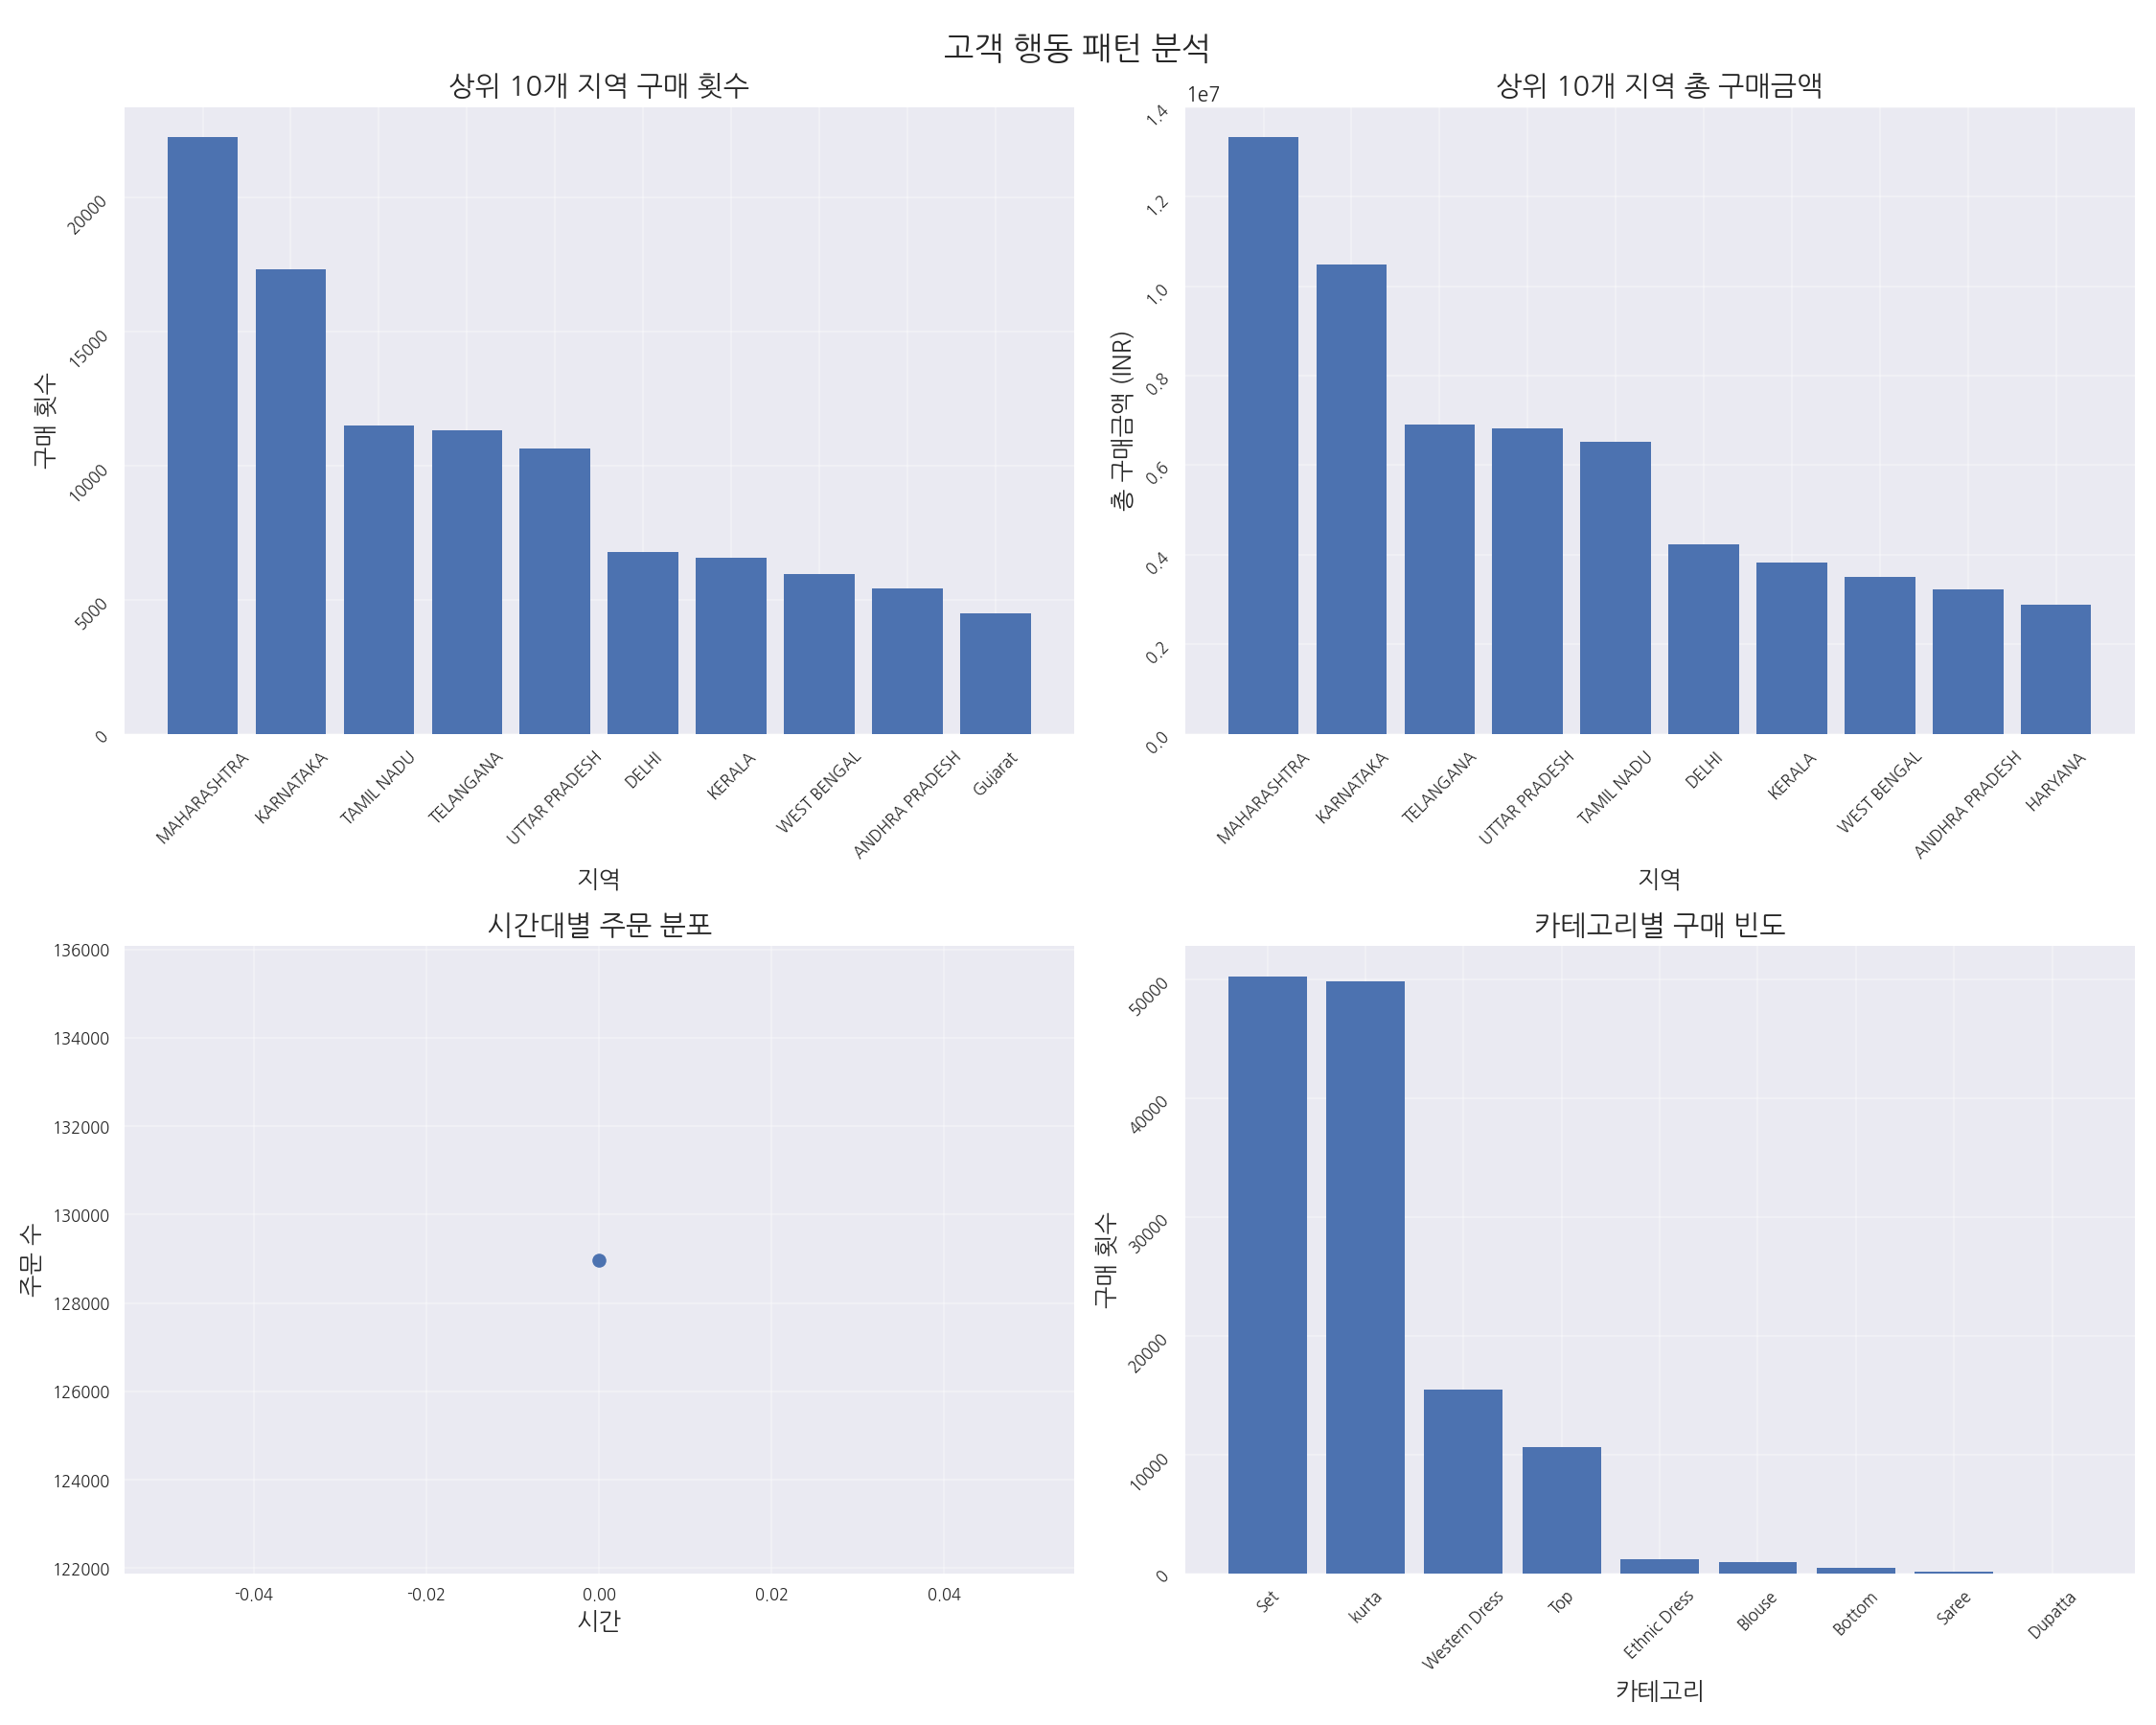 고객 행동 패턴 분석
상위 10개 지역 구매 횟수
구매 횟수
20000
15000
10000
5000
0
MAHARASHTRA
KARNATAKA
TAMIL NADU
TELANGANA
UTTAR PRADESH
DELHI
KERALA
WEST BENGAL
ANDHRA PRADESH
Gujarat
지역
상위 10개 지역 총 구매금액
1e7
총 구매금액 (INR)
1.4
1.2
1.0
0.8
0.6
0.4
0.2
0.0
MAHARASHTRA
KARNATAKA
TELANGANA
UTTAR PRADESH
TAMIL NADU
DELHI
KERALA
WEST BENGAL
ANDHRA PRADESH
HARYANA
지역
시간대별 주문 분포
주문 수
136000
134000
132000
130000
128000
126000
124000
122000
-0.04
-0.02
0.00
0.02
0.04
시간
카테고리별 구매 빈도
구매 횟수
50000
40000
30000
20000
10000
0
Set
kurta
Western Dress
Top
Ethnic Dress
Blouse
Bottom
Saree
Dupatta
카테고리